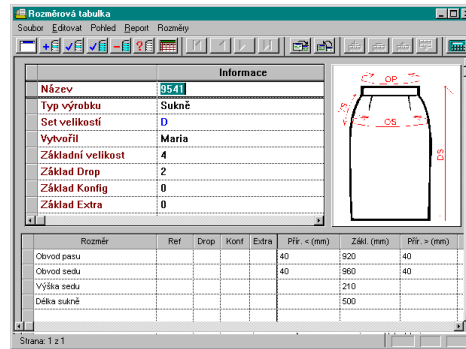 Rozměrová tabulka
Soubor Editovat Pohled Report Rozměry
Informace
Název 9541
Typ výrobku Sukně
Set velikostí D
Vytvořil Maria
Základní velikost 4
Základ Drop 2
Základ Konfig 0
Základ Extra 0
OP
ZS
OS
DS
Rozměr Ref Drop Konf Extra Přír. < (mm) Zákl. (mm) Přír. > (mm)
Obvod pasu 40 920 40
Obvod sedu 40 960 40
Výška sedu 210
Délka sukně 500
Strana: 1 z 1